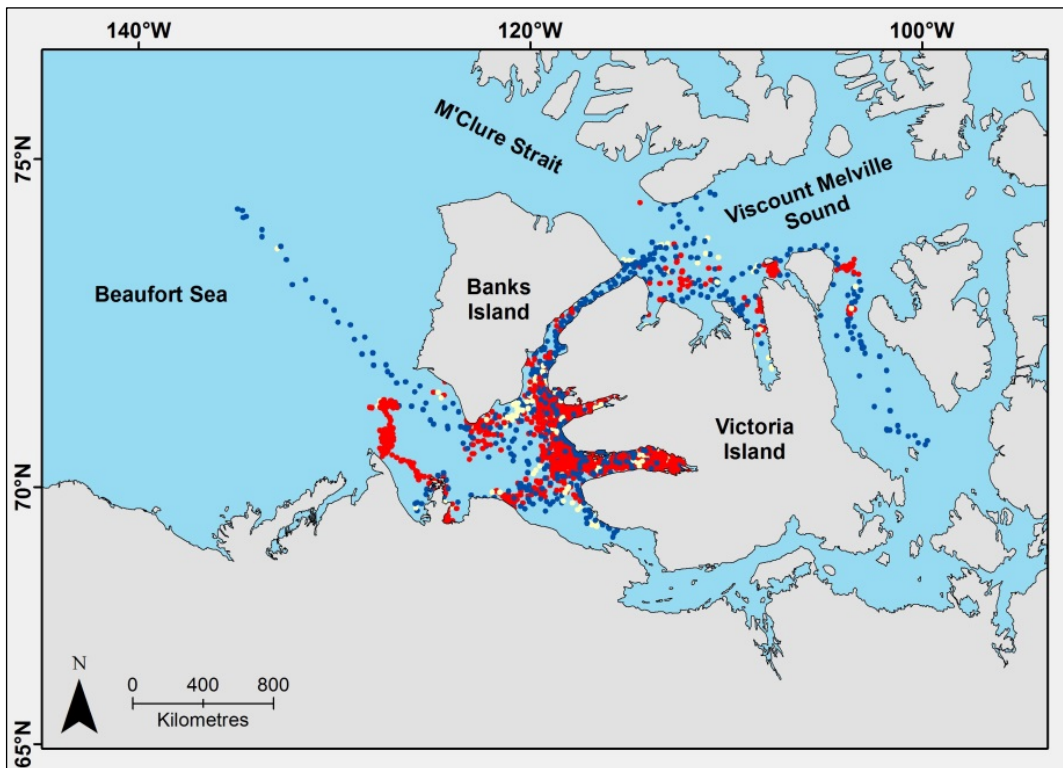 140°W 120°W 100°W
75°N
M'Clure Strait
Viscount Melville
Sound
Beaufort Sea
Banks
Island
Victoria
Island
70°N
N
0 400 800
Kilometres
65°N